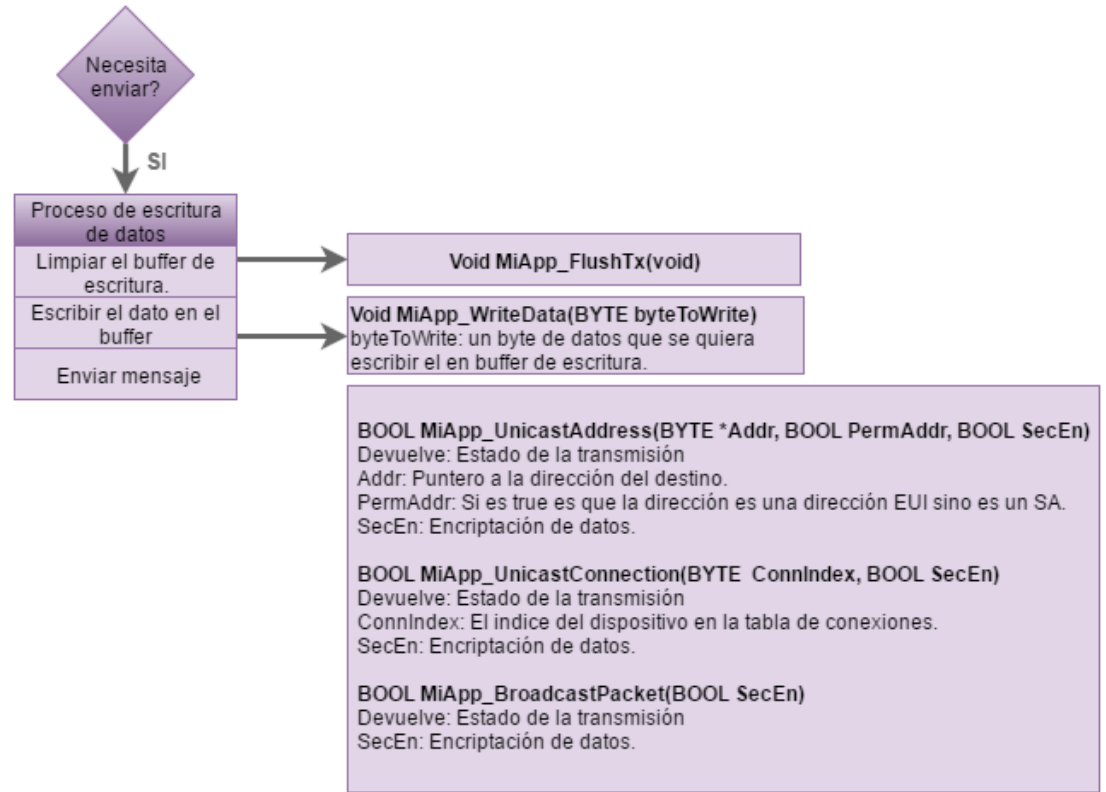 Necesita
enviar?
SI
Proceso de escritura
de datos
Limpiar el buffer de
escritura.
Escribir el dato en el
buffer
Enviar mensaje
Void MiApp_FlushTx(void)
Void MiApp_WriteData(BYTE byteToWrite)
byteToWrite: un byte de datos que se quiera
escribir el en buffer de escritura.
BOOL MiApp_UnicastAddress(BYTE *Addr, BOOL PermAddr, BOOL SecEn)
Devuelve: Estado de la transmisión
Addr: Puntero a la dirección del destino.
PermAddr: Si es true es que la dirección es una dirección EUI sino es un SA.
SecEn: Encriptación de datos.
BOOL MiApp_UnicastConnection(BYTE  ConnIndex, BOOL SecEn)
Devuelve: Estado de la transmisión
ConnIndex: El indice del dispositivo en la tabla de conexiones.
SecEn: Encriptación de datos.
BOOL MiApp_BroadcastPacket(BOOL SecEn)
Devuelve: Estado de la transmisión
SecEn: Encriptación de datos.